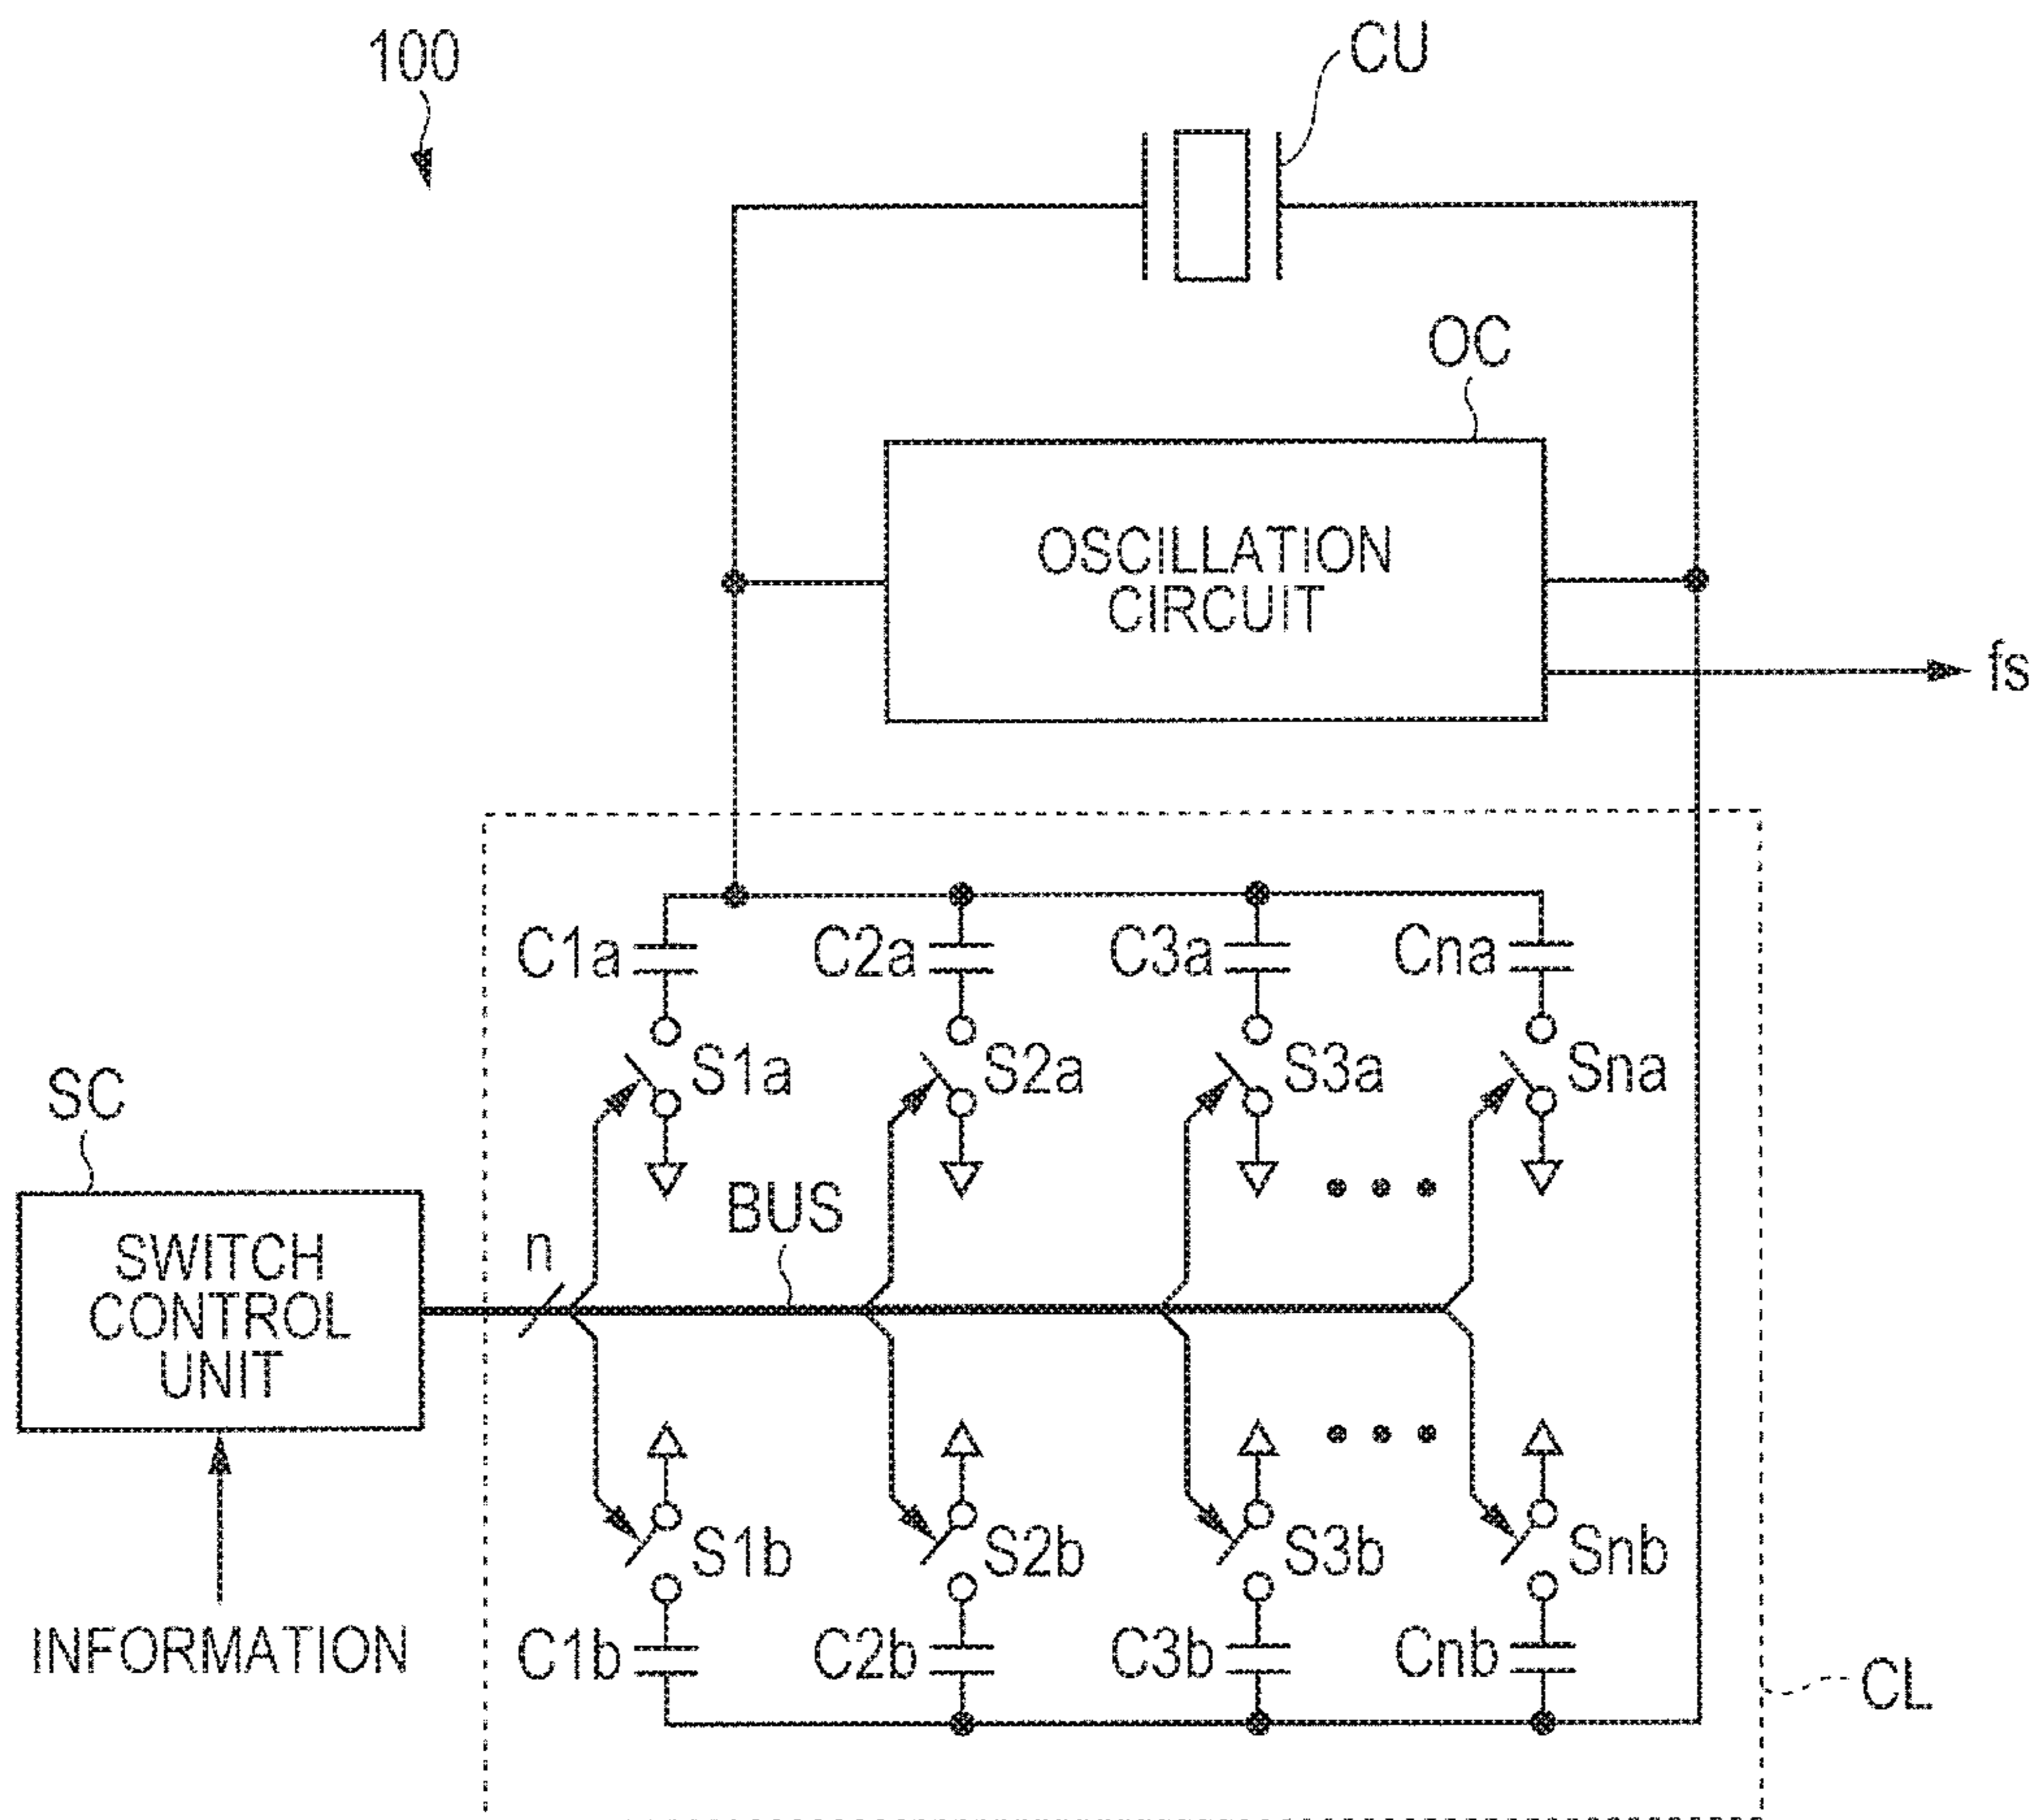 100
CU
OC
OSCILLATION
CIRCUIT
fs
C1a
C2a
C3a
Cna
S1a
S2a
S3a
Sna
SC
BUS
SWITCH
CONTROL
UNIT
n
S1b
S2b
S3b
Snb
INFORMATION
C1b
C2b
C3b
Cnb
CL